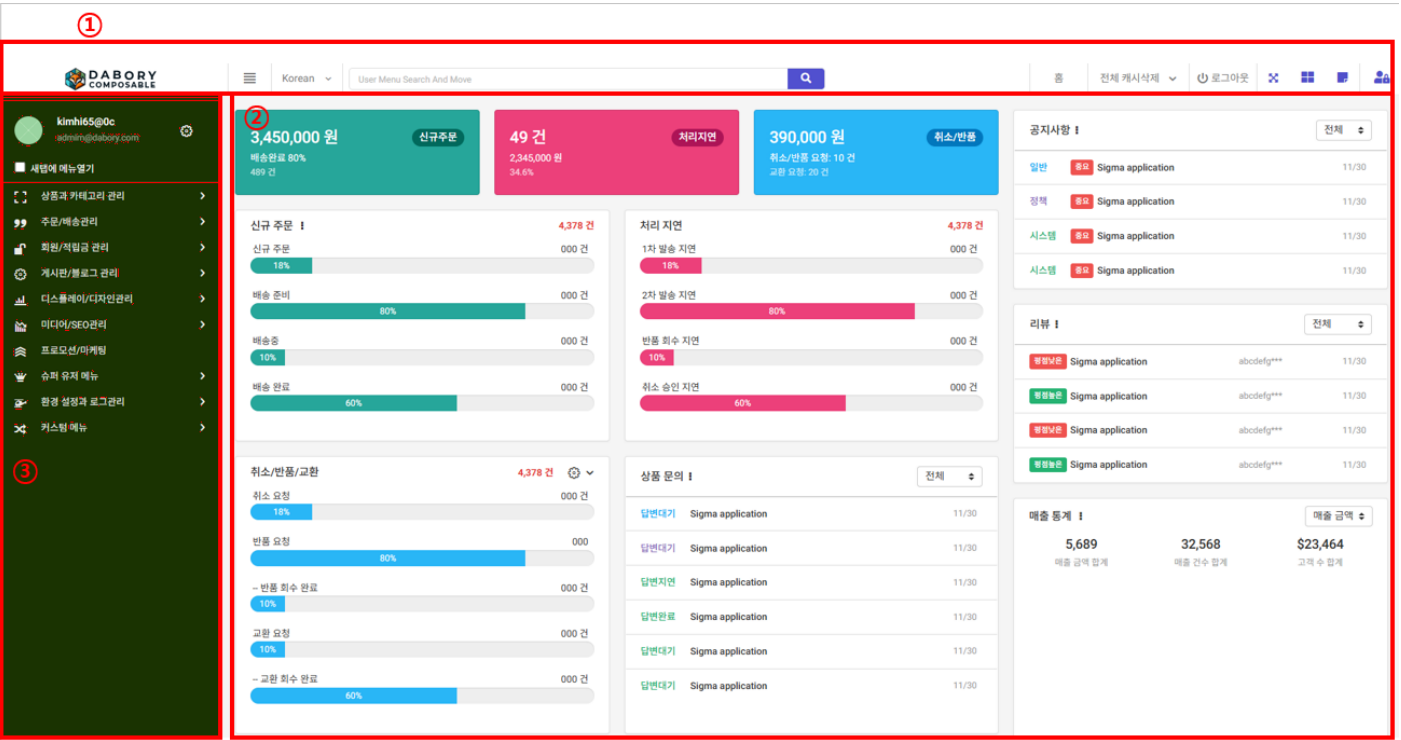 ①
DABORY
COMPOSABLE
Korean
User Menu Search And Move
홈
전체 캐시삭제
로그아웃
kimhi65@0c
admim@dabory.com
새탭에 메뉴열기
상품과 카테고리 관리
주문/배송관리
회원/적립금 관리
게시판/블로그 관리
디스플레이/디자인관리
미디어/SEO관리
프로모션/마케팅
슈퍼 유저 메뉴
환경 설정과 로그관리
커스텀 메뉴
③
②
3,450,000 원
신규주문
배송완료 80%
489 건
49 건
처리지연
2,345,000 원
34.6%
390,000 원
취소/반품
취소/반품 요청: 10 건
교환 요청: 20 건
신규 주문
4,378 건
신규 주문
000 건
18%
배송 준비
000 건
80%
배송중
000 건
10%
배송 완료
000 건
60%
처리 지연
4,378 건
1차 발송 지연
000 건
18%
2차 발송 지연
000 건
80%
반품 회수 지연
000 건
10%
취소 승인 지연
000 건
60%
취소/반품/교환
4,378 건
취소 요청
000 건
18%
반품 요청
000
80%
– 반품 회수 완료
000 건
10%
교환 요청
000 건
10%
– 교환 회수 완료
000 건
60%
상품 문의
전체
답변대기 Sigma application 11/30
답변대기 Sigma application 11/30
답변지연 Sigma application 11/30
답변완료 Sigma application 11/30
답변대기 Sigma application 11/30
답변대기 Sigma application 11/30
공지사항
전체
일반 중요 Sigma application 11/30
정책 중요 Sigma application 11/30
시스템 중요 Sigma application 11/30
시스템 중요 Sigma application 11/30
리뷰
전체
평점낮은 Sigma application abcdefg*** 11/30
평점높은 Sigma application abcdefg*** 11/30
평점낮은 Sigma application abcdefg*** 11/30
평점높은 Sigma application abcdefg*** 11/30
매출 통계
매출 금액
5,689
매출 금액 합계
32,568
매출 건수 합계
$23,464
고객 수 합계